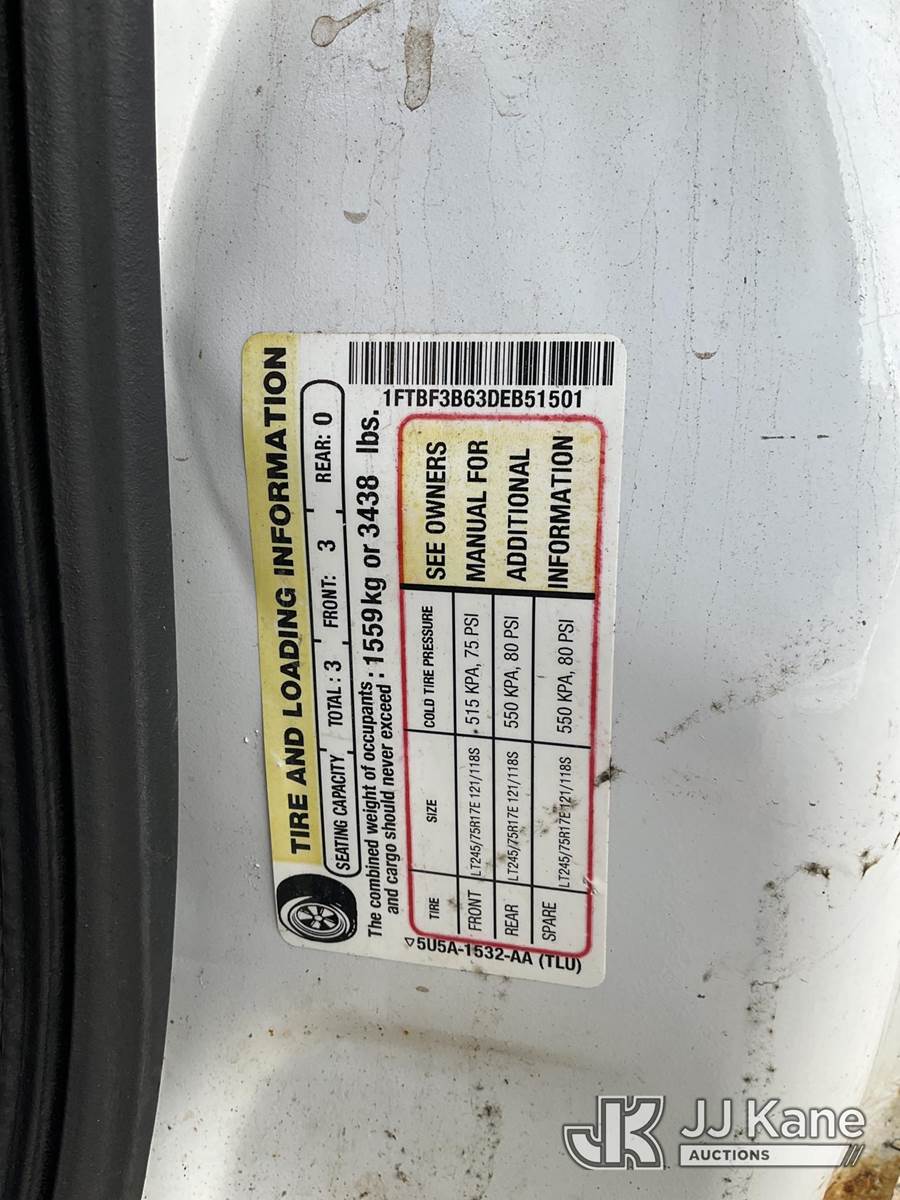 TIRE AND LOADING INFORMATION
SEATING CAPACITY TOTAL : 3 FRONT: 3 REAR: 0
The combined weight of occupants : 1559kg or 3438 lbs.
and cargo should never exceed :
TIRE SIZE COLD TIRE PRESSURE
FRONT LT245/75R17E 121/118S 515 KPA, 75 PSI
REAR LT245/75R17E 121/118S 550 KPA, 80 PSI
SPARE LT245/75R17E 121/118S 550 KPA, 80 PSI
SEE OWNERS
MANUAL FOR
ADDITIONAL
INFORMATION
5U5A-1532-AA (TLU)
1FTBF3B63DEB51501
JK JJ Kane
AUCTIONS